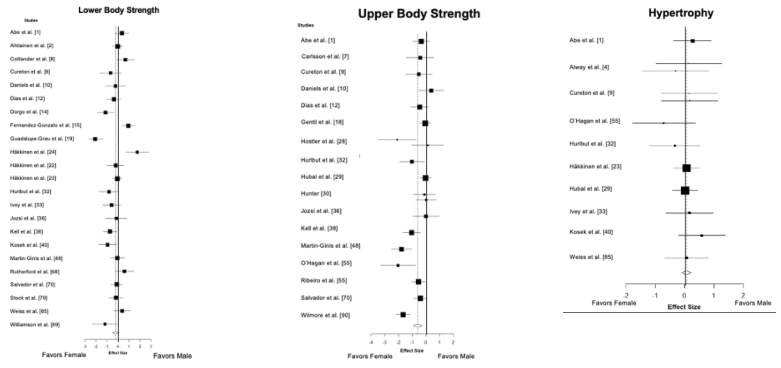 Lower Body Strength
Studies
Abe et al. [1]
Ahtiainen et al. [2]
Collander et al. [8]
Cureton et al. [9]
Daniels et al. [10]
Dias et al. [12]
Dorgo et al. [14]
Fernandez-Gonzalo et al. [15]
Guadalupe-Grau et al. [19]
Häkkinen et al. [24]
Häkkinen et al. [22]
Häkkinen et al. [23]
Hurlbut et al. [32]
Ivey et al. [33]
Jozsi et al. [36]
Kell et al. [38]
Kosek et al. [40]
Martin-Ginis et al. [48]
Rutherford et al. [68]
Salvador et al. [70]
Stock et al. [79]
Weiss et al. [85]
Williamson et al. [89]
Favors Female
Effect Size
Favors Male
Upper Body Strength
Studies
Abe et al. [1]
Carlsson et al. [7]
Cureton et al. [9]
Daniels et al. [10]
Dias et al. [12]
Gentil et al. [18]
Hostler et al. [28]
Hurlbut et al. [32]
Hubal et al. [29]
Hunter [30]
Jozsi et al. [36]
Kell et al. [38]
Martin-Ginis et al. [48]
O'Hagan et al. [55]
Ribeira et al. [55]
Salvador et al. [70]
Wilmore et al. [90]
-4 -3 -2 -1 0 1 2
Favors Female
Effect Size
Favors Male
Hypertrophy
Abe et al. [1]
Alway et al. [4]
Cureton et al. [9]
O'Hagan et al. [55]
Hurlbut et al. [32]
Häkkinen et al. [23]
Hubal et al. [29]
Ivey et al. [33]
Kosek et al. [40]
Weiss et al. [85]
-2 -1 0 1 2
Favors Female
Effect Size
Favors Male